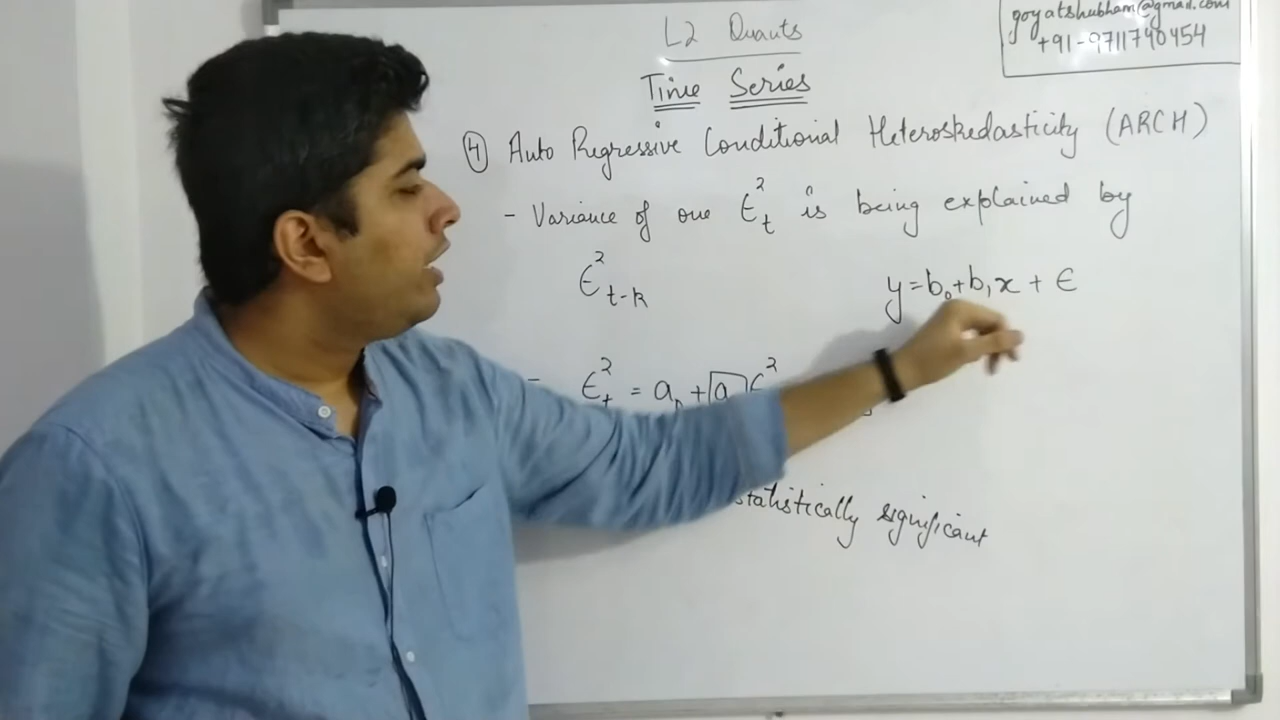 goyatshubham@gmail.com
+91-9711740454
L2 Quants
Time Series
④ Auto Regressive Conditional Heteroskedasticity (ARCH)
- Variance of one ϵ²ₜ is being explained by
ϵ²ₜ₋ₖ
y = b₀ + b₁x + ϵ
- ϵ²ₜ = a₀ + a ϵ²
statistically significant